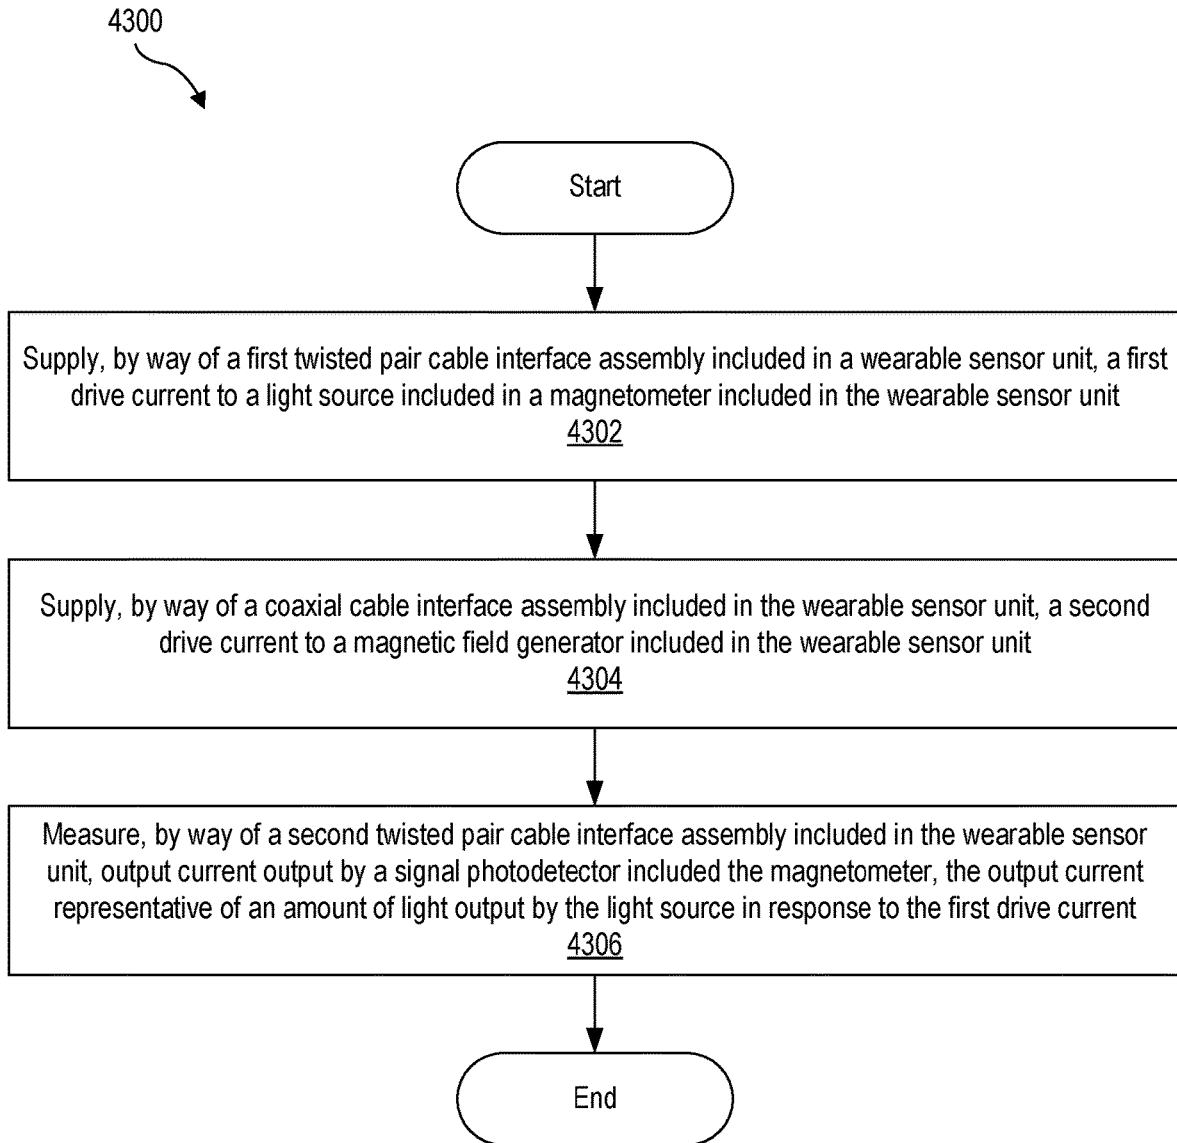 4300
Start
Supply, by way of a first twisted pair cable interface assembly included in a wearable sensor unit, a first
drive current to a light source included in a magnetometer included in the wearable sensor unit
4302
Supply, by way of a coaxial cable interface assembly included in the wearable sensor unit, a second
drive current to a magnetic field generator included in the wearable sensor unit
4304
Measure, by way of a second twisted pair cable interface assembly included in the wearable sensor
unit, output current output by a signal photodetector included the magnetometer, the output current
representative of an amount of light output by the light source in response to the first drive current
4306
End